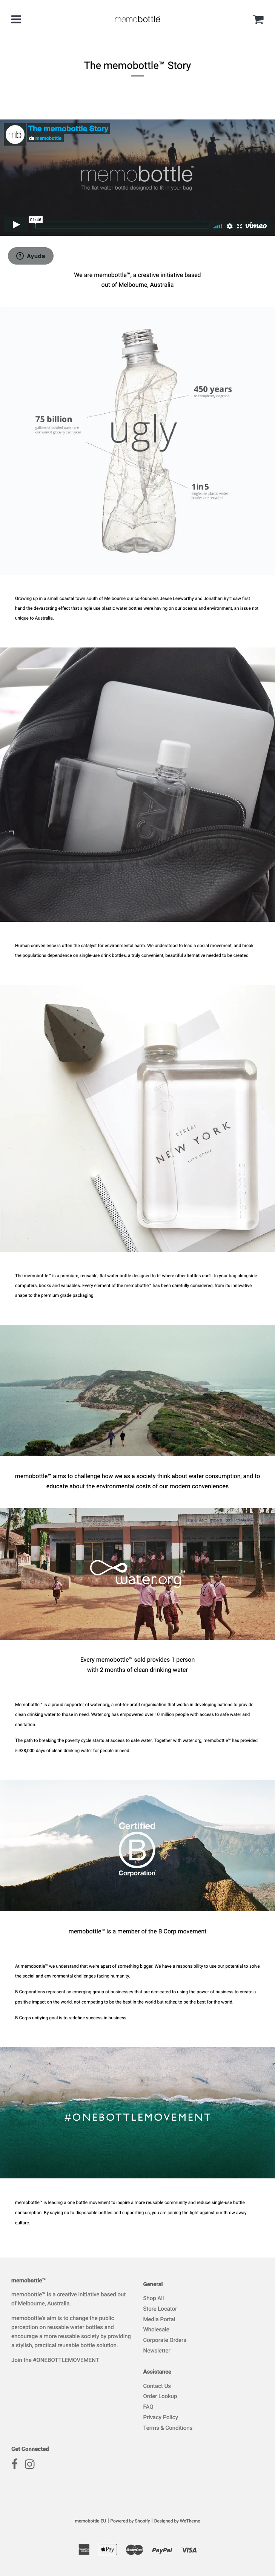 memobottle
The memobottle™ Story
mb
The memobottle Story
de memobottle
memobottle™
The flat water bottle designed to fit in your bag
01:46
vimeo
Ayuda
We are memobottle™, a creative initiative based
out of Melbourne, Australia
450 years
to completely degrade
75 billion
ugly
1 in 5
single use plastic water
bottles are recycled
Growing up in a small coastal town south of Melbourne our co-founders Jesse Leeworthy and Jonathan Byrt saw first
hand the devastating effect that single use plastic water bottles were having on our oceans and environment, an issue not
unique to Australia.
A5
Human convenience is often the catalyst for environmental harm. We understood to lead a social movement, and break
the populations dependence on single-use drink bottles, a truly convenient, beautiful alternative needed to be created.
CEREAL
NEW YORK
CITY GUIDE
The memobottle™ is a premium, reusable, flat water bottle designed to fit where other bottles don't. In your bag alongside
computers, books and valuables. Every element of the memobottle™ has been carefully considered, from its innovative
shape to the premium grade packaging.
memobottle™ aims to challenge how we as a society think about water consumption, and to
educate about the environmental costs of our modern conveniences
water.org
Every memobottle™ sold provides 1 person
with 2 months of clean drinking water
Memobottle™ is a proud supporter of water.org, a not-for-profit organisation that works in developing nations to provide
clean drinking water to those in need. Water.org has empowered over 10 million people with access to safe water and
sanitation.
The path to breaking the poverty cycle starts at access to safe water. Together with water.org, memobottle™ has provided
5,938,000 days of clean drinking water for people in need.
Certified
B
Corporation
memobottle™ is a member of the B Corp movement
At memobottle™ we understand that we're apart of something bigger. We have a responsibility to use our potential to solve
the social and environmental challenges facing humanity.
B Corporations represent an emerging group of businesses that are dedicated to using the power of business to create a
positive impact on the world, not competing to be the best in the world but rather, to be the best for the world.
B Corps unifying goal is to redefine success in business.
#ONEBOTTLEMOVEMENT
memobottle™ is leading a one bottle movement to inspire a more reusable community and reduce single-use bottle
consumption. By saying no to disposable bottles and supporting us, you are joining the fight against our throw away
culture.
memobottle™
memobottle™ is a creative initiative based out
of Melbourne, Australia.
memobottle's aim is to change the public
perception on reusable water bottles and
encourage a more reusable society by providing
a stylish, practical reusable bottle solution.
Join the #ONEBOTTLEMOVEMENT
General
Shop All
Store Locator
Media Portal
Wholesale
Corporate Orders
Newsletter
Assistance
Contact Us
Order Lookup
FAQ
Privacy Policy
Terms & Conditions
Get Connected
memobottle-EU | Powered by Shopify | Designed by WeTheme
Pay
PayPal
VISA